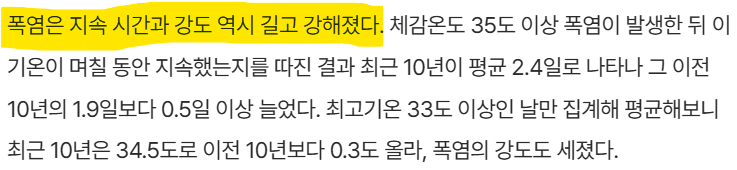 폭염은 지속 시간과 강도 역시 길고 강해졌다. 체감온도 35도 이상 폭염이 발생한 뒤 이
기온이 며칠 동안 지속했는지를 따진 결과 최근 10년이 평균 2.4일로 나타나 그 이전
10년의 1.9일보다 0.5일 이상 늘었다. 최고기온 33도 이상인 날만 집계해 평균해보니
최근 10년은 34.5도로 이전 10년보다 0.3도 올라, 폭염의 강도도 세졌다.